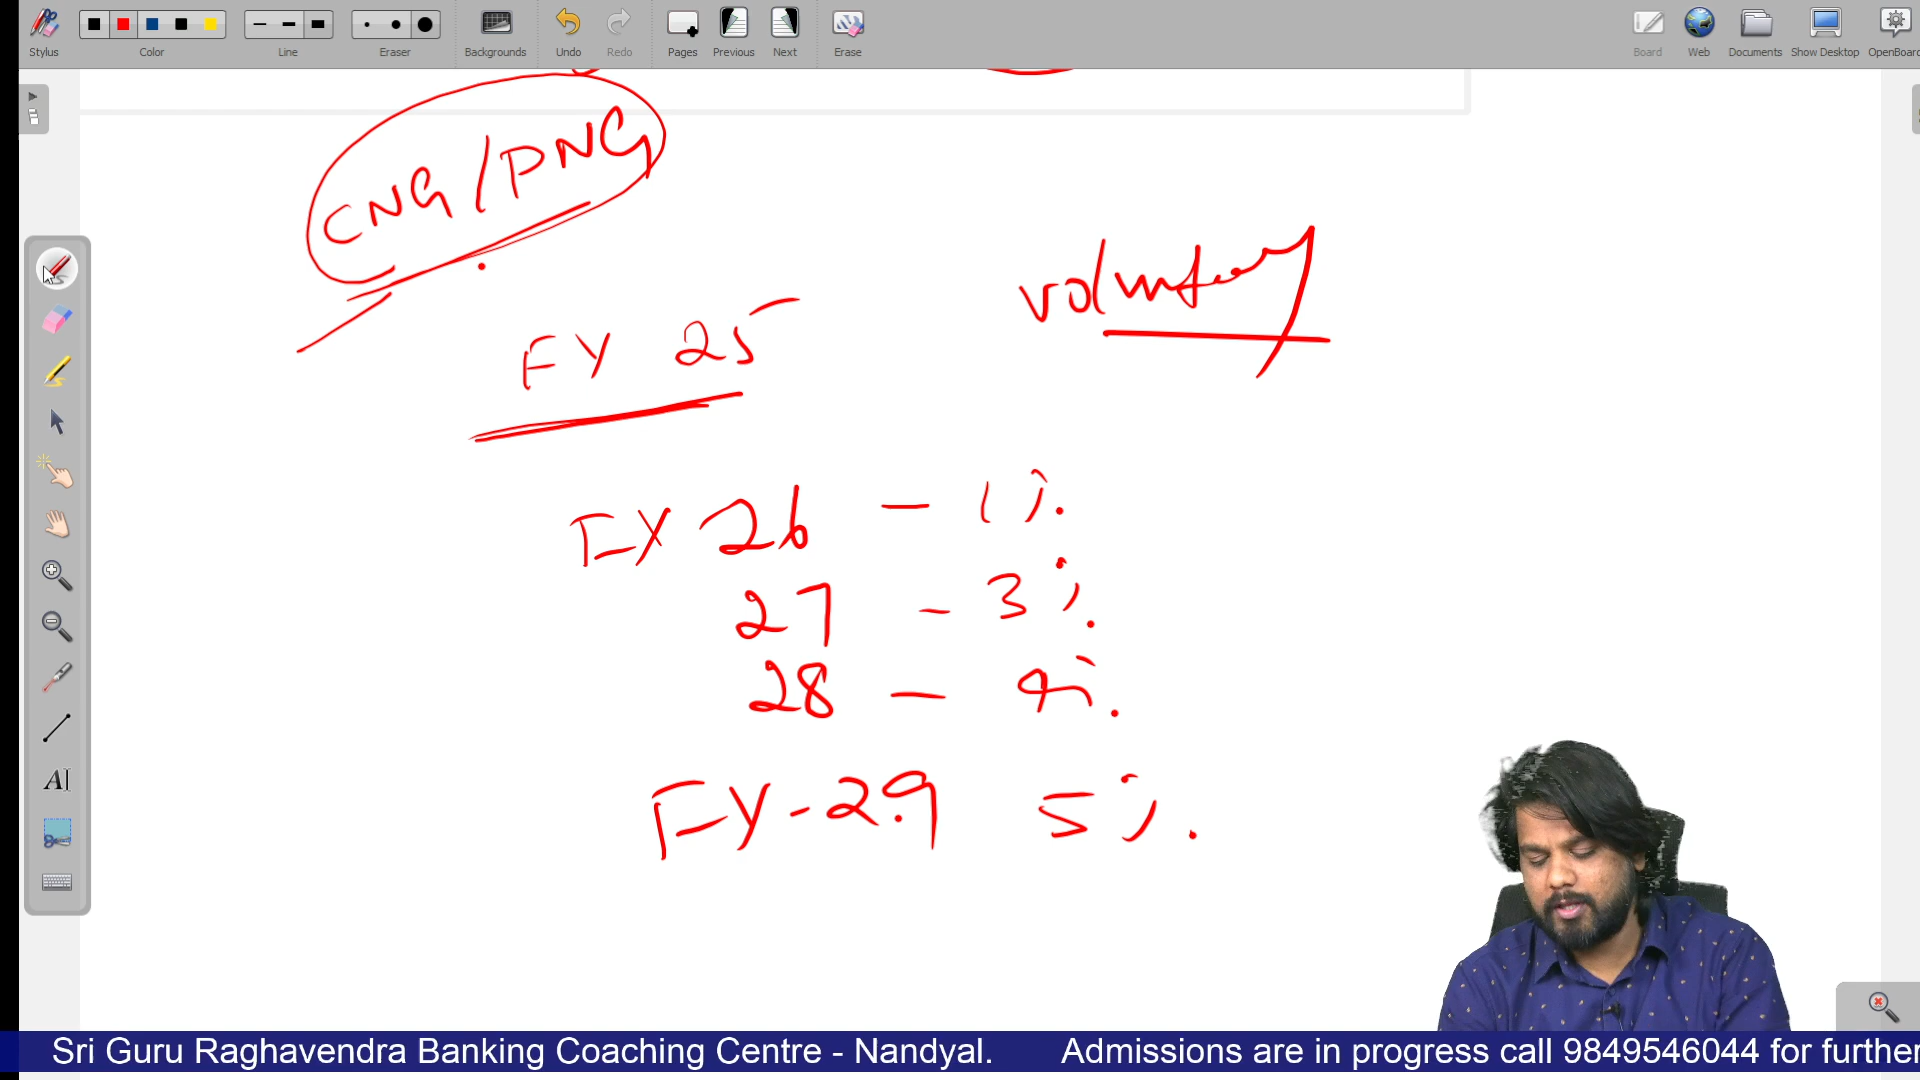 Stylus Color Line Eraser Backgrounds Undo Redo Pages Previous Next Erase Board Web Documents Show Desktop OpenBoard
CNG/PNG
voluntary
FY 25
FY 26 - 1%
27 - 3%
28 - 4%
FY-29 5%
Sri Guru Raghavendra Banking Coaching Centre - Nandyal. Admissions are in progress call 9849546044 for further